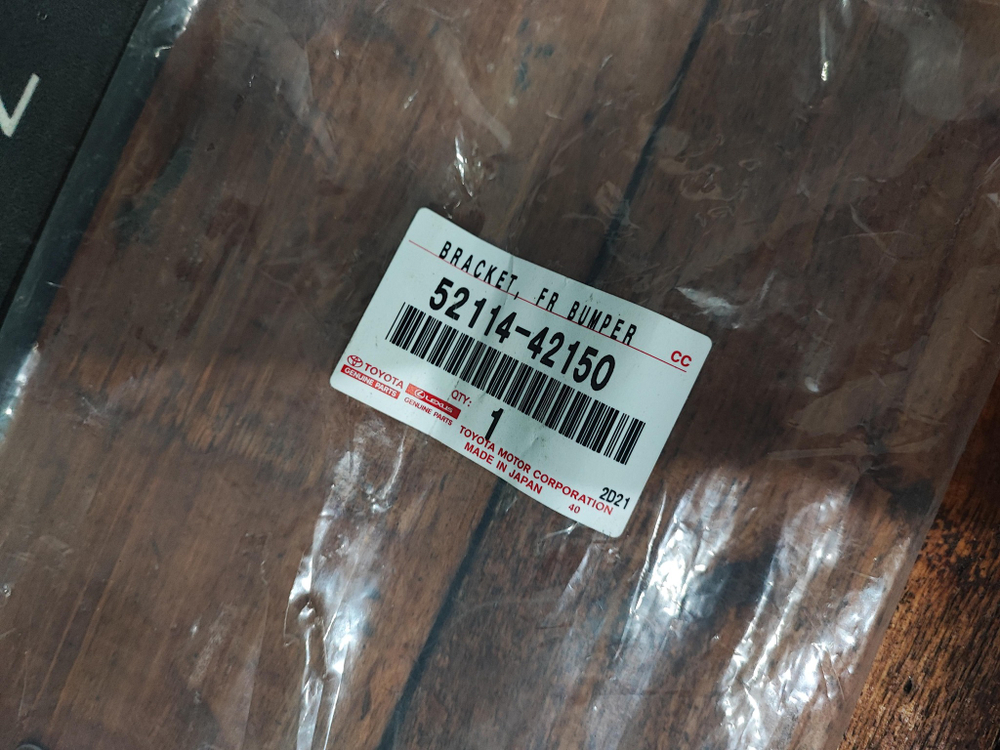 BRACKET, FR BUMPER
52114-42150
CC
TOYOTA
GENUINE PARTS
LEXUS
GENUINE PARTS
QTY:
1
TOYOTA MOTOR CORPORATION
MADE IN JAPAN
40
2D21